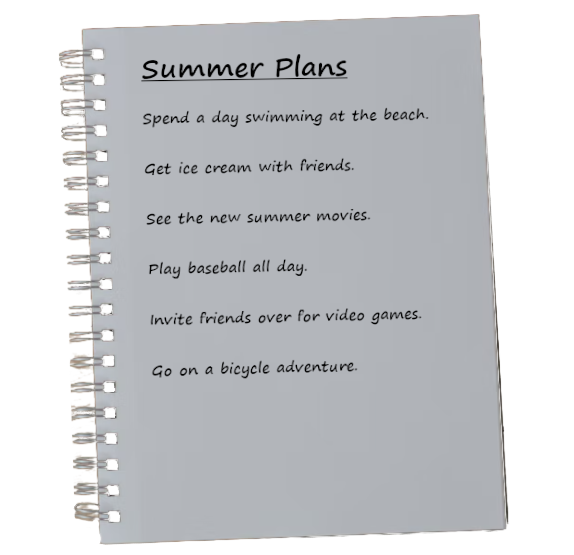 Summer Plans
Spend a day swimming at the beach.
Get ice cream with friends.
See the new summer movies.
Play baseball all day.
Invite friends over for video games.
Go on a bicycle adventure.